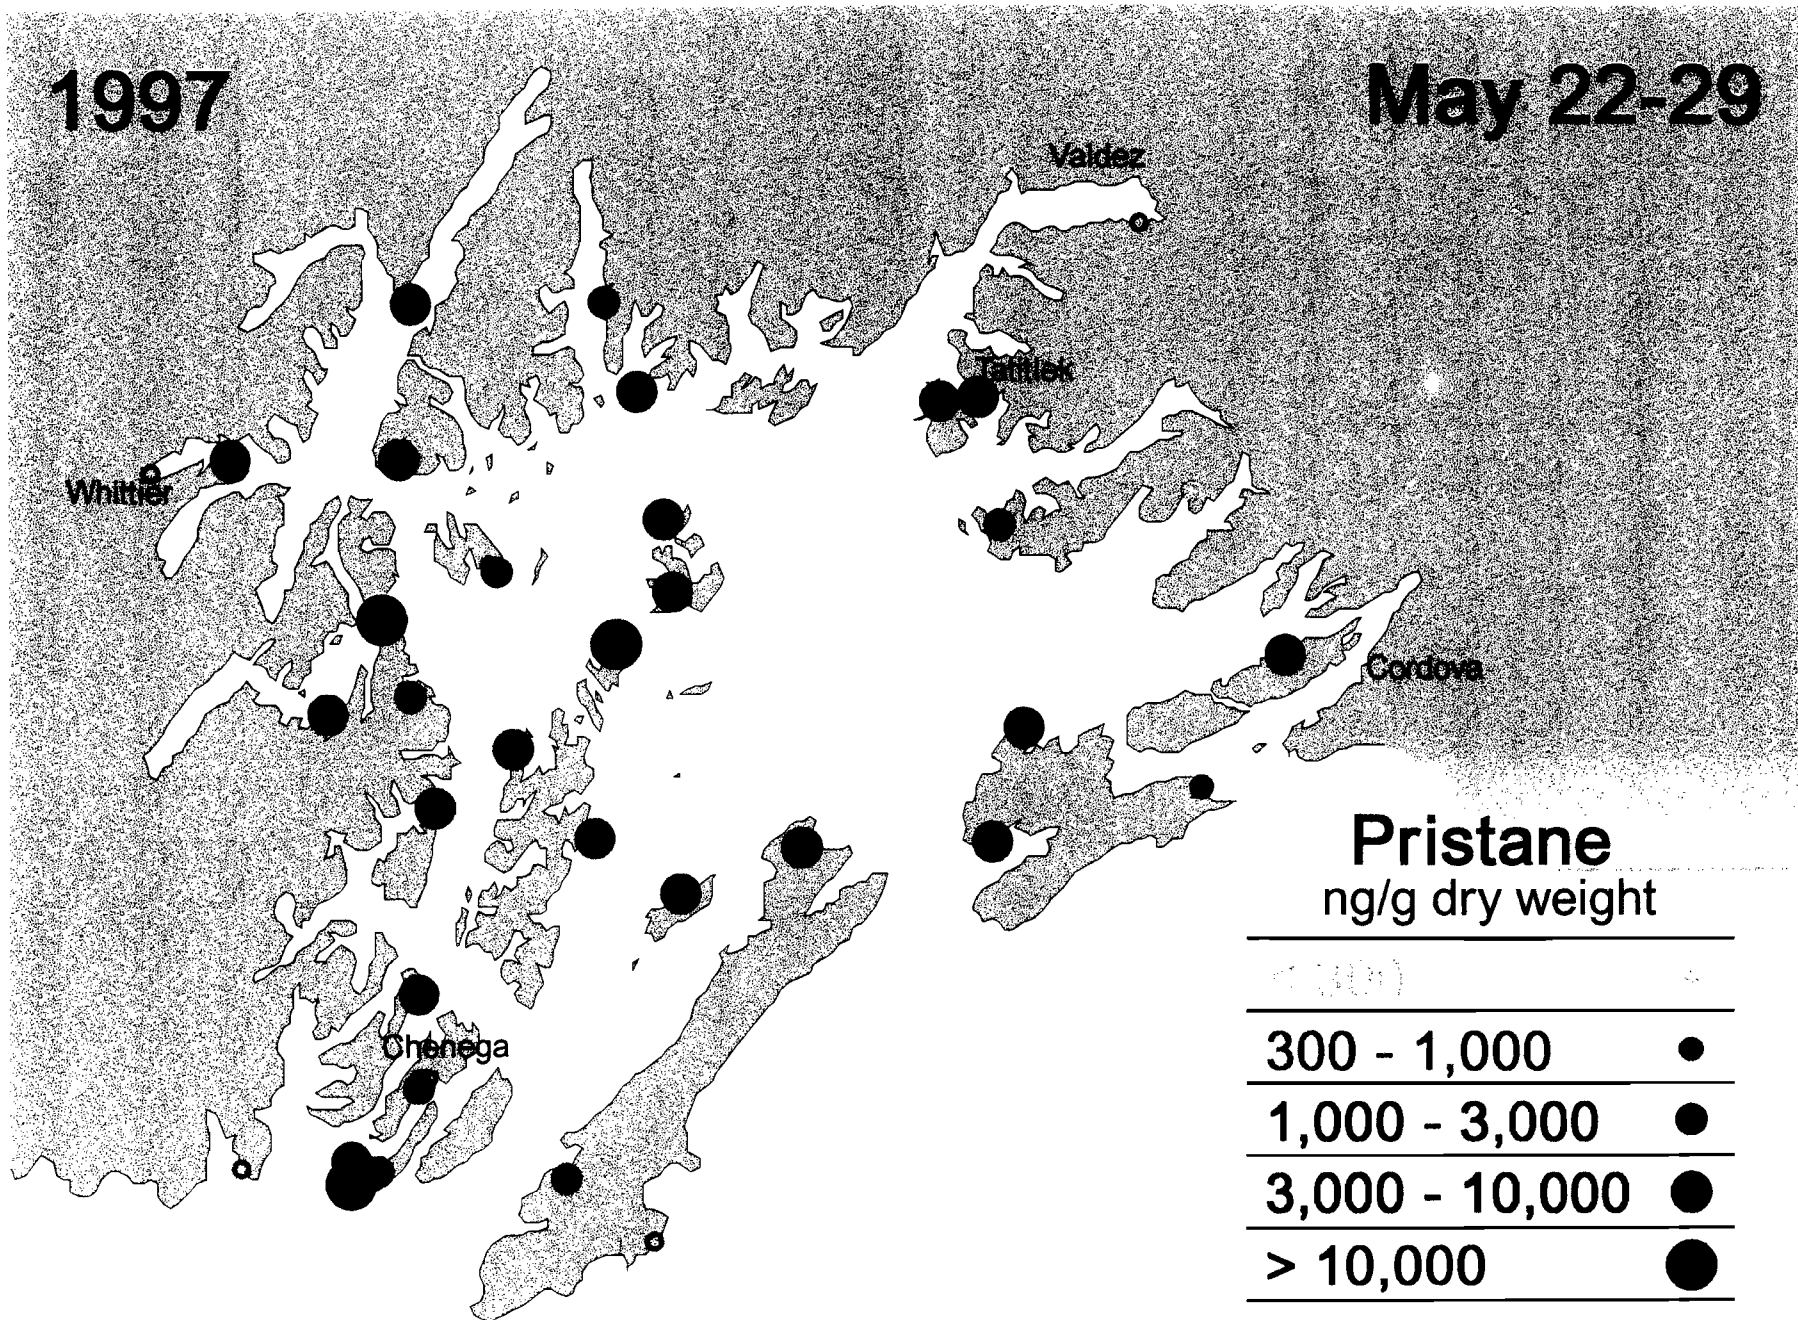 1997
May 22-29
Valdez
Tatitlek
Whittier
Cordova
Chenega
Pristane
ng/g dry weight
300 - 1,000
1,000 - 3,000
3,000 - 10,000
> 10,000